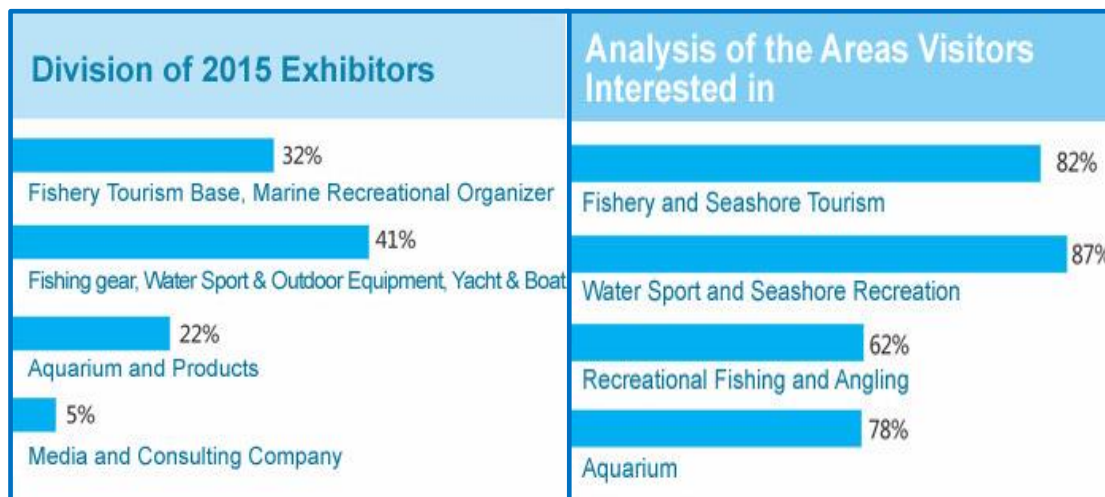 Division of 2015 Exhibitors
32%
Fishery Tourism Base, Marine Recreational Organizer
41%
Fishing gear, Water Sport & Outdoor Equipment, Yacht & Boat
22%
Aquarium and Products
5%
Media and Consulting Company
Analysis of the Areas Visitors
Interested in
82%
Fishery and Seashore Tourism
87%
Water Sport and Seashore Recreation
62%
Recreational Fishing and Angling
78%
Aquarium